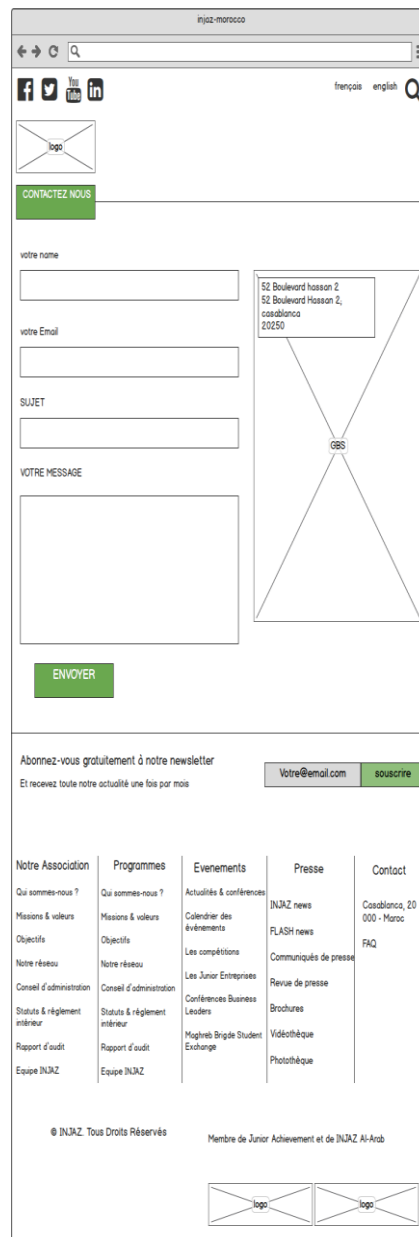 injaz-morocco
You
Tube
français english
logo
CONTACTEZ NOUS
votre name
52 Boulevard hassan 2
52 Boulevard Hassan 2,
casablanca
20250
votre Email
SUJET
GBS
VOTRE MESSAGE
ENVOYER
Abonnez-vous gratuitement à notre newsletter
Et recevez toute notre actualité une fois par mois
Votre@email.com souscrire
Notre Association
Qui sommes-nous ?
Missions & valeurs
Objectifs
Notre réseau
Conseil d'administration
Statuts & réglement
intérieur
Rapport d'audit
Equipe INJAZ
Programmes
Qui sommes-nous ?
Missions & valeurs
Objectifs
Notre réseau
Conseil d'administration
Statuts & réglement
intérieur
Rapport d'audit
Equipe INJAZ
Evenements
Actualités & conférences
Calendrier des
événements
Les compétitions
Les Junior Entreprises
Conférences Business
Leaders
Maghreb Brigde Student
Exchange
Presse
INJAZ news
FLASH news
Communiqués de presse
Revue de presse
Brochures
Vidéothèque
Photothèque
Contact
Casablanca, 20
000 - Maroc
FAQ
© INJAZ. Tous Droits Réservés
Membre de Junior Achievement et de INJAZ Al-Arab
logo logo